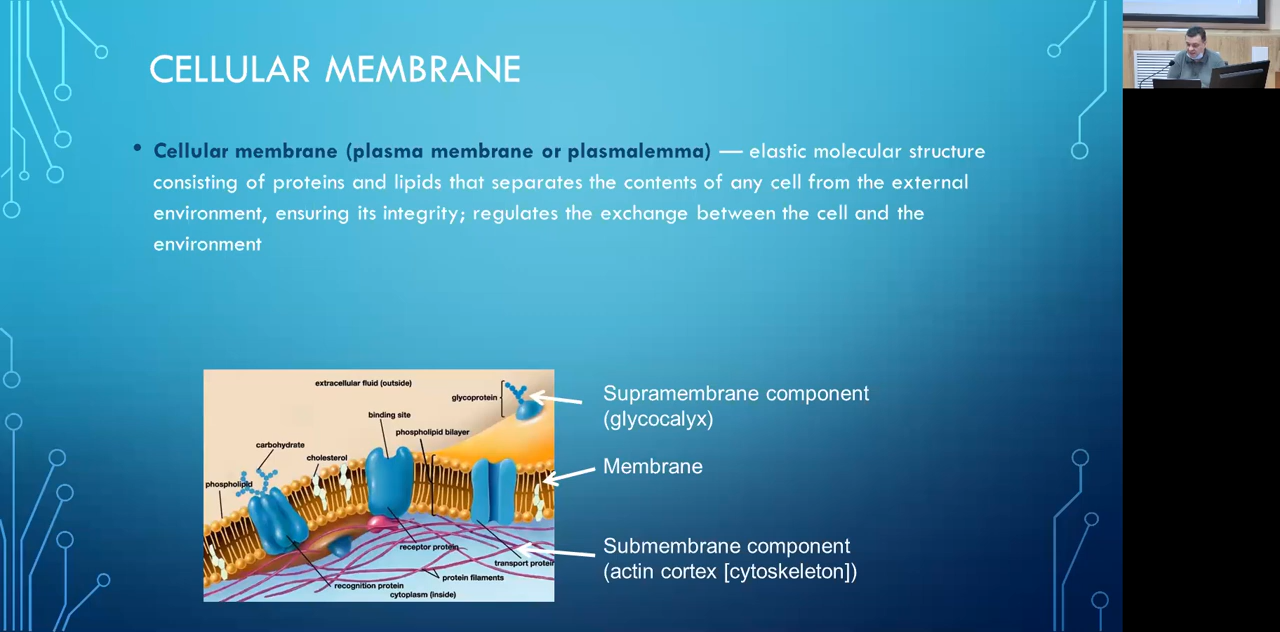 CELLULAR MEMBRANE
• Cellular membrane (plasma membrane or plasmalemma) — elastic molecular structure
consisting of proteins and lipids that separates the contents of any cell from the external
environment, ensuring its integrity; regulates the exchange between the cell and the
environment
extracellular fluid (outside)
glycoprotein
binding site
phospholipid bilayer
carbohydrate
cholesterol
phospholipid
receptor protein
transport protein
protein filaments
recognition protein
cytoplasm (inside)
Supramembrane component
(glycocalyx)
Membrane
Submembrane component
(actin cortex [cytoskeleton])